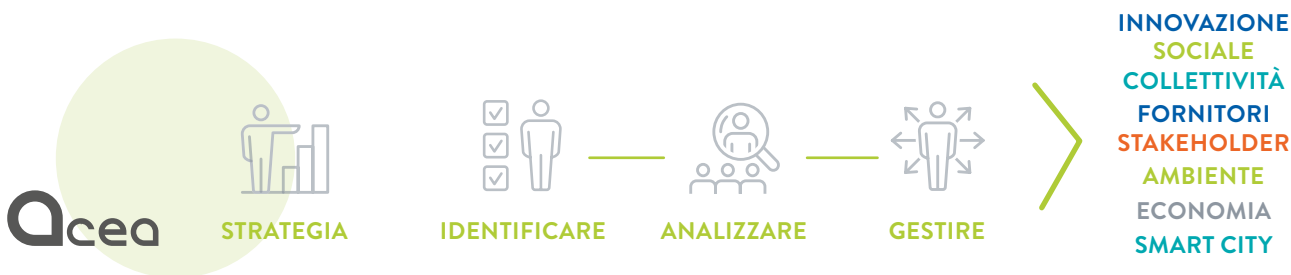 acea
STRATEGIA
IDENTIFICARE
ANALIZZARE
GESTIRE
INNOVAZIONE
SOCIALE
COLLETTIVITÀ
FORNITORI
STAKEHOLDER
AMBIENTE
ECONOMIA
SMART CITY